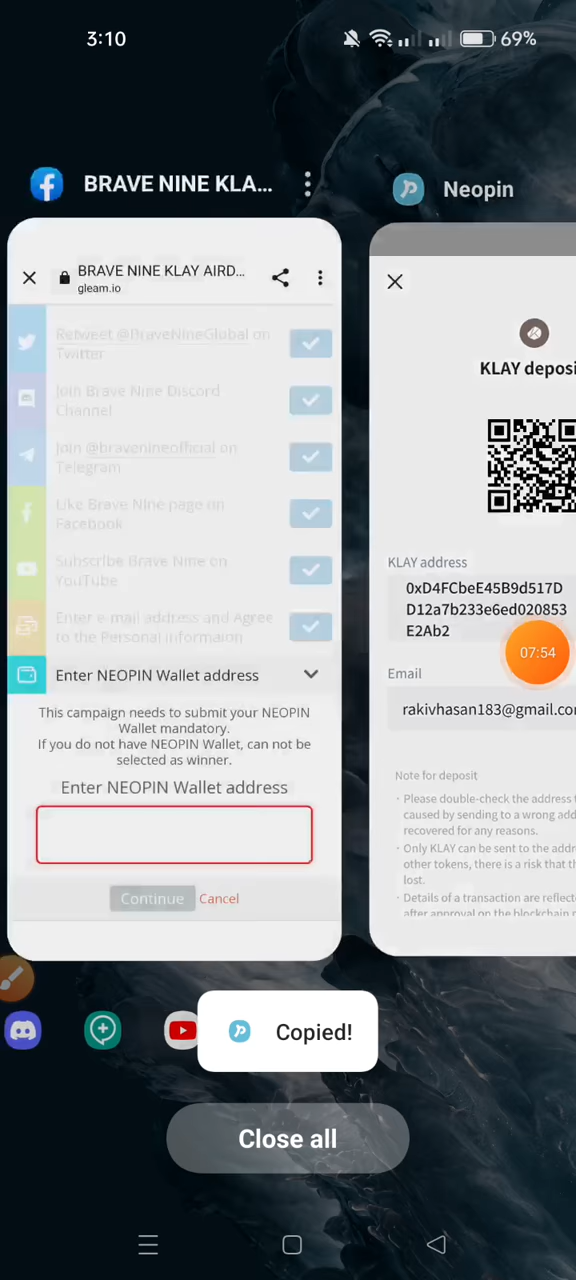 3:10
69%
BRAVE NINE KLA...
Neopin
BRAVE NINE KLAY AIRD...
gleam.io
Retweet @BraveNineGlobal on
Twitter
Join Brave Nine Discord
Channel
Join @bravenineofficial on
Telegram
Like Brave Nine page on
Facebook
Subscribe Brave Nine on
YouTube
Enter e-mail address and Agree
to the Personal Informaion
Enter NEOPIN Wallet address
This campaign needs to submit your NEOPIN
Wallet mandatory.
If you do not have NEOPIN Wallet, can not be
selected as winner.
Enter NEOPIN Wallet address
Continue Cancel
KLAY deposi
KLAY address
0xD4FCbeE45B9d517D
D12a7b233e6ed020853
E2Ab2
07:54
Email
rakivhasan183@gmail.co
Note for deposit
· Please double-check the address
caused by sending to a wrong add
recovered for any reasons.
· Only KLAY can be sent to the addr
other tokens, there is a risk that th
lost.
· Details of a transaction are reflect
after approval on the blockchain
Copied!
Close all